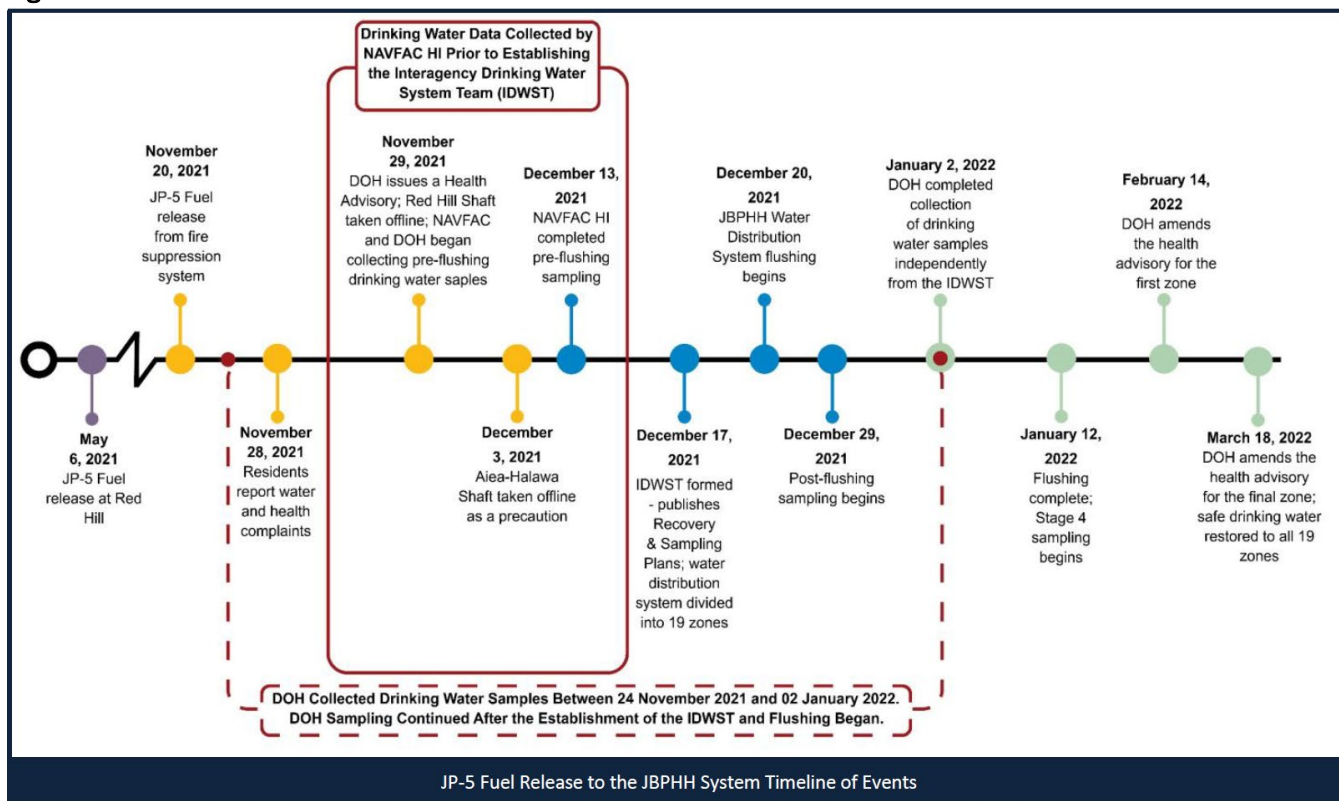 Drinking Water Data Collected by
NAVFAC HI Prior to Establishing
the Interagency Drinking Water
System Team (IDWST)
November
20, 2021
JP-5 Fuel
release
from fire
suppression
system
November
29, 2021
DOH issues a Health
Advisory; Red Hill Shaft
taken offline; NAVFAC
and DOH began
collecting pre-flushing
drinking water saples
December 13,
2021
NAVFAC HI
completed
pre-flushing
sampling
December 20,
2021
JBPHH Water
Distribution
System flushing
begins
January 2, 2022
DOH completed
collection
of drinking
water samples
independently
from the IDWST
February 14,
2022
DOH amends
the health
advisory for the
first zone
May
6, 2021
JP-5 Fuel
release at Red
Hill
November
28, 2021
Residents
report water
and health
complaints
December
3, 2021
Aiea-Halawa
Shaft taken offline
as a precaution
December 17,
2021
IDWST formed
- publishes
Recovery
& Sampling
Plans; water
distribution
system divided
into 19 zones
December 29,
2021
Post-flushing
sampling begins
January 12,
2022
Flushing
complete;
Stage 4
sampling
begins
March 18, 2022
DOH amends the
health advisory
for the final zone;
safe drinking water
restored to all 19
zones
DOH Collected Drinking Water Samples Between 24 November 2021 and 02 January 2022.
DOH Sampling Continued After the Establishment of the IDWST and Flushing Began.
JP-5 Fuel Release to the JBPHH System Timeline of Events